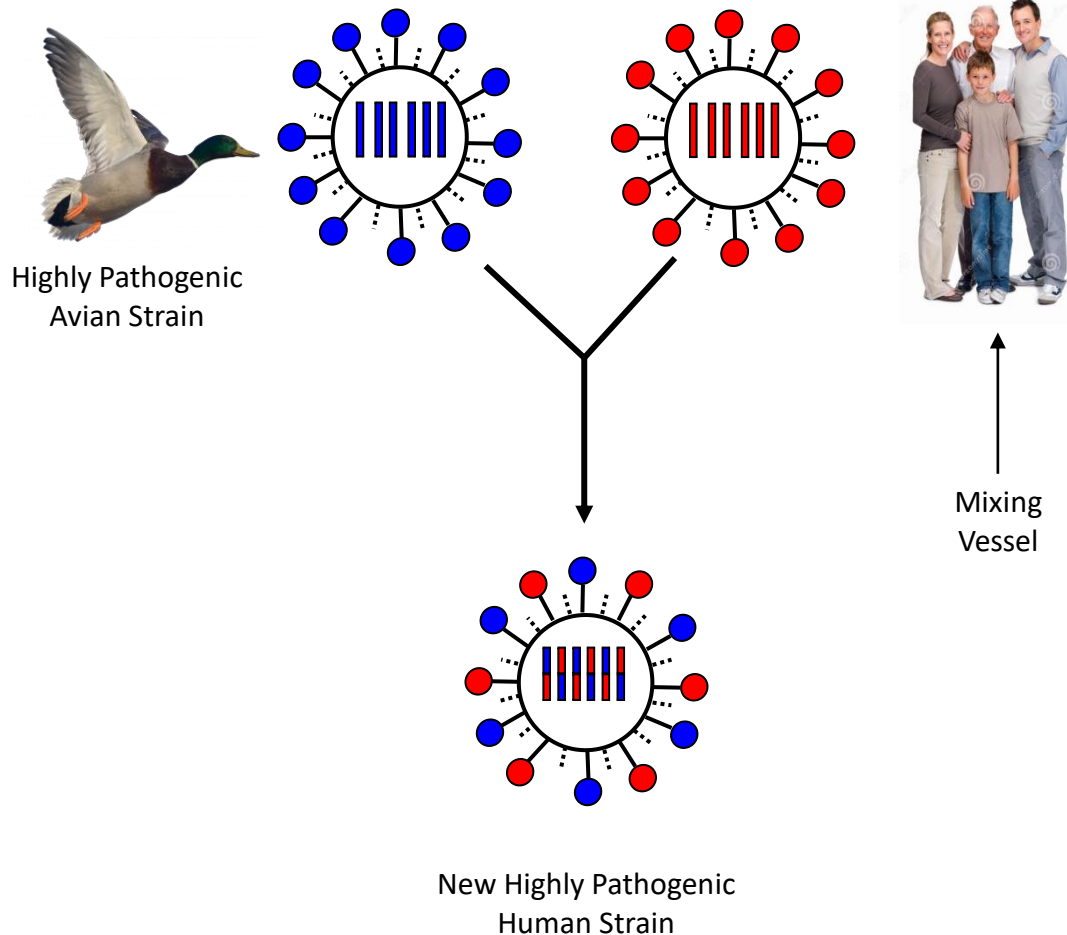 Highly Pathogenic
Avian Strain
Mixing
Vessel
New Highly Pathogenic
Human Strain